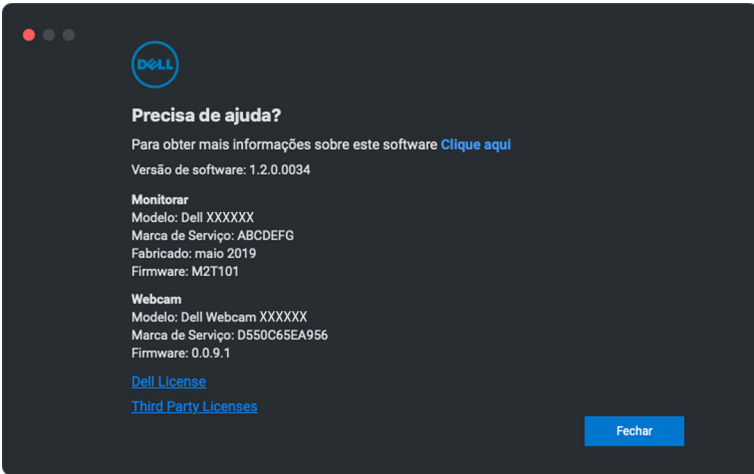 DELL
Precisa de ajuda?
Para obter mais informações sobre este software Clique aqui
Versão de software: 1.2.0.0034
Monitorar
Modelo: Dell XXXXXX
Marca de Serviço: ABCDEFG
Fabricado: maio 2019
Firmware: M2T101
Webcam
Modelo: Dell Webcam XXXXXX
Marca de Serviço: D550C65EA956
Firmware: 0.0.9.1
Dell License
Third Party Licenses
Fechar